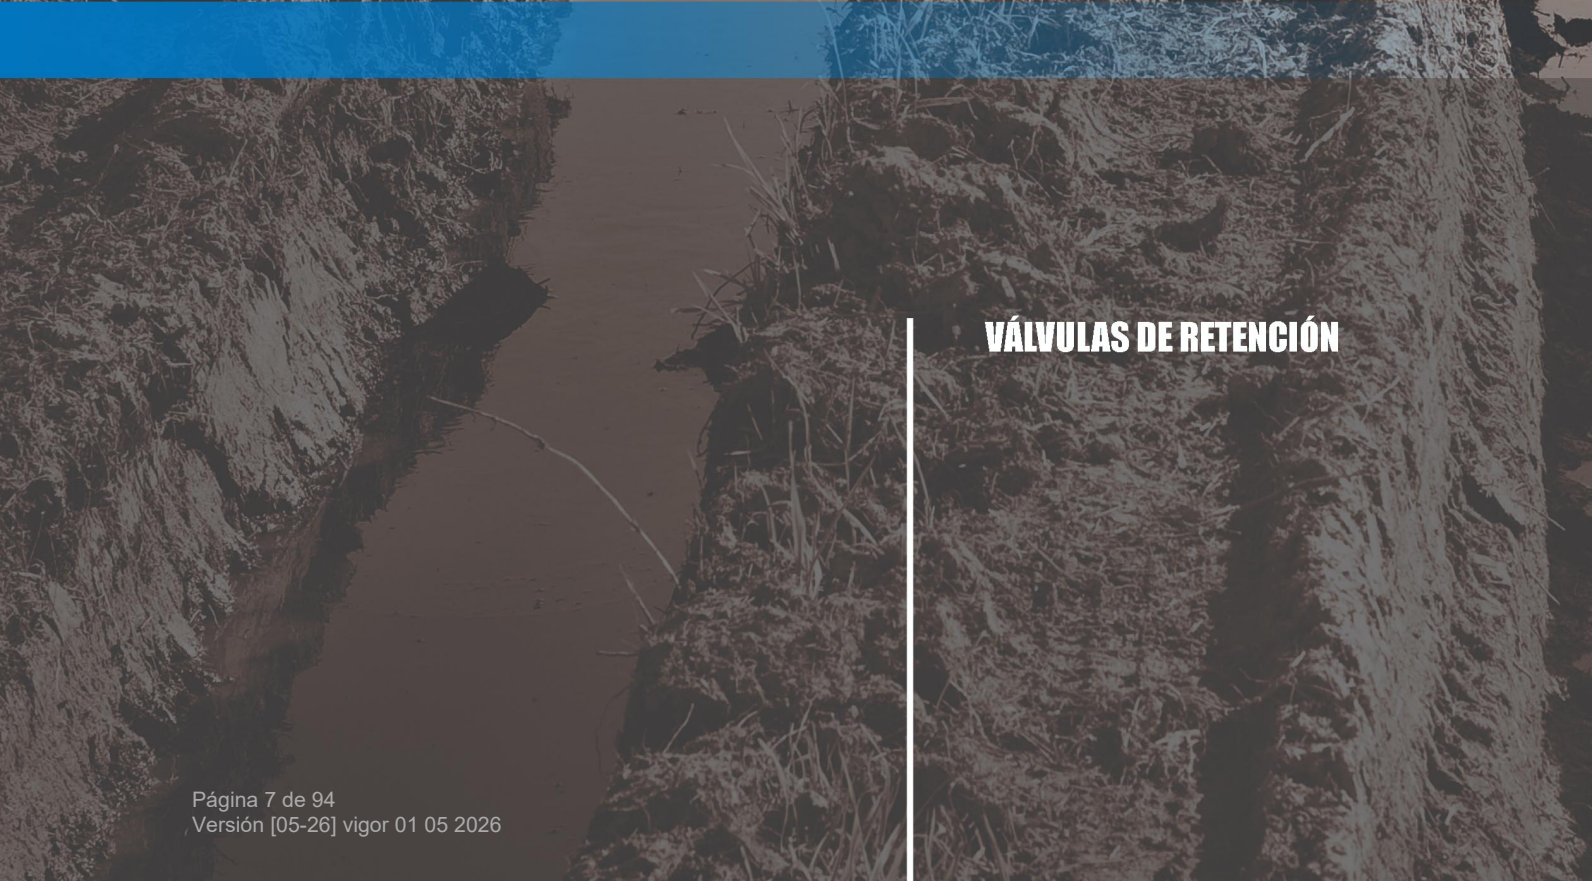 VÁLVULAS DE RETENCIÓN
Página 7 de 94
Versión [05-26] vigor 01 05 2026